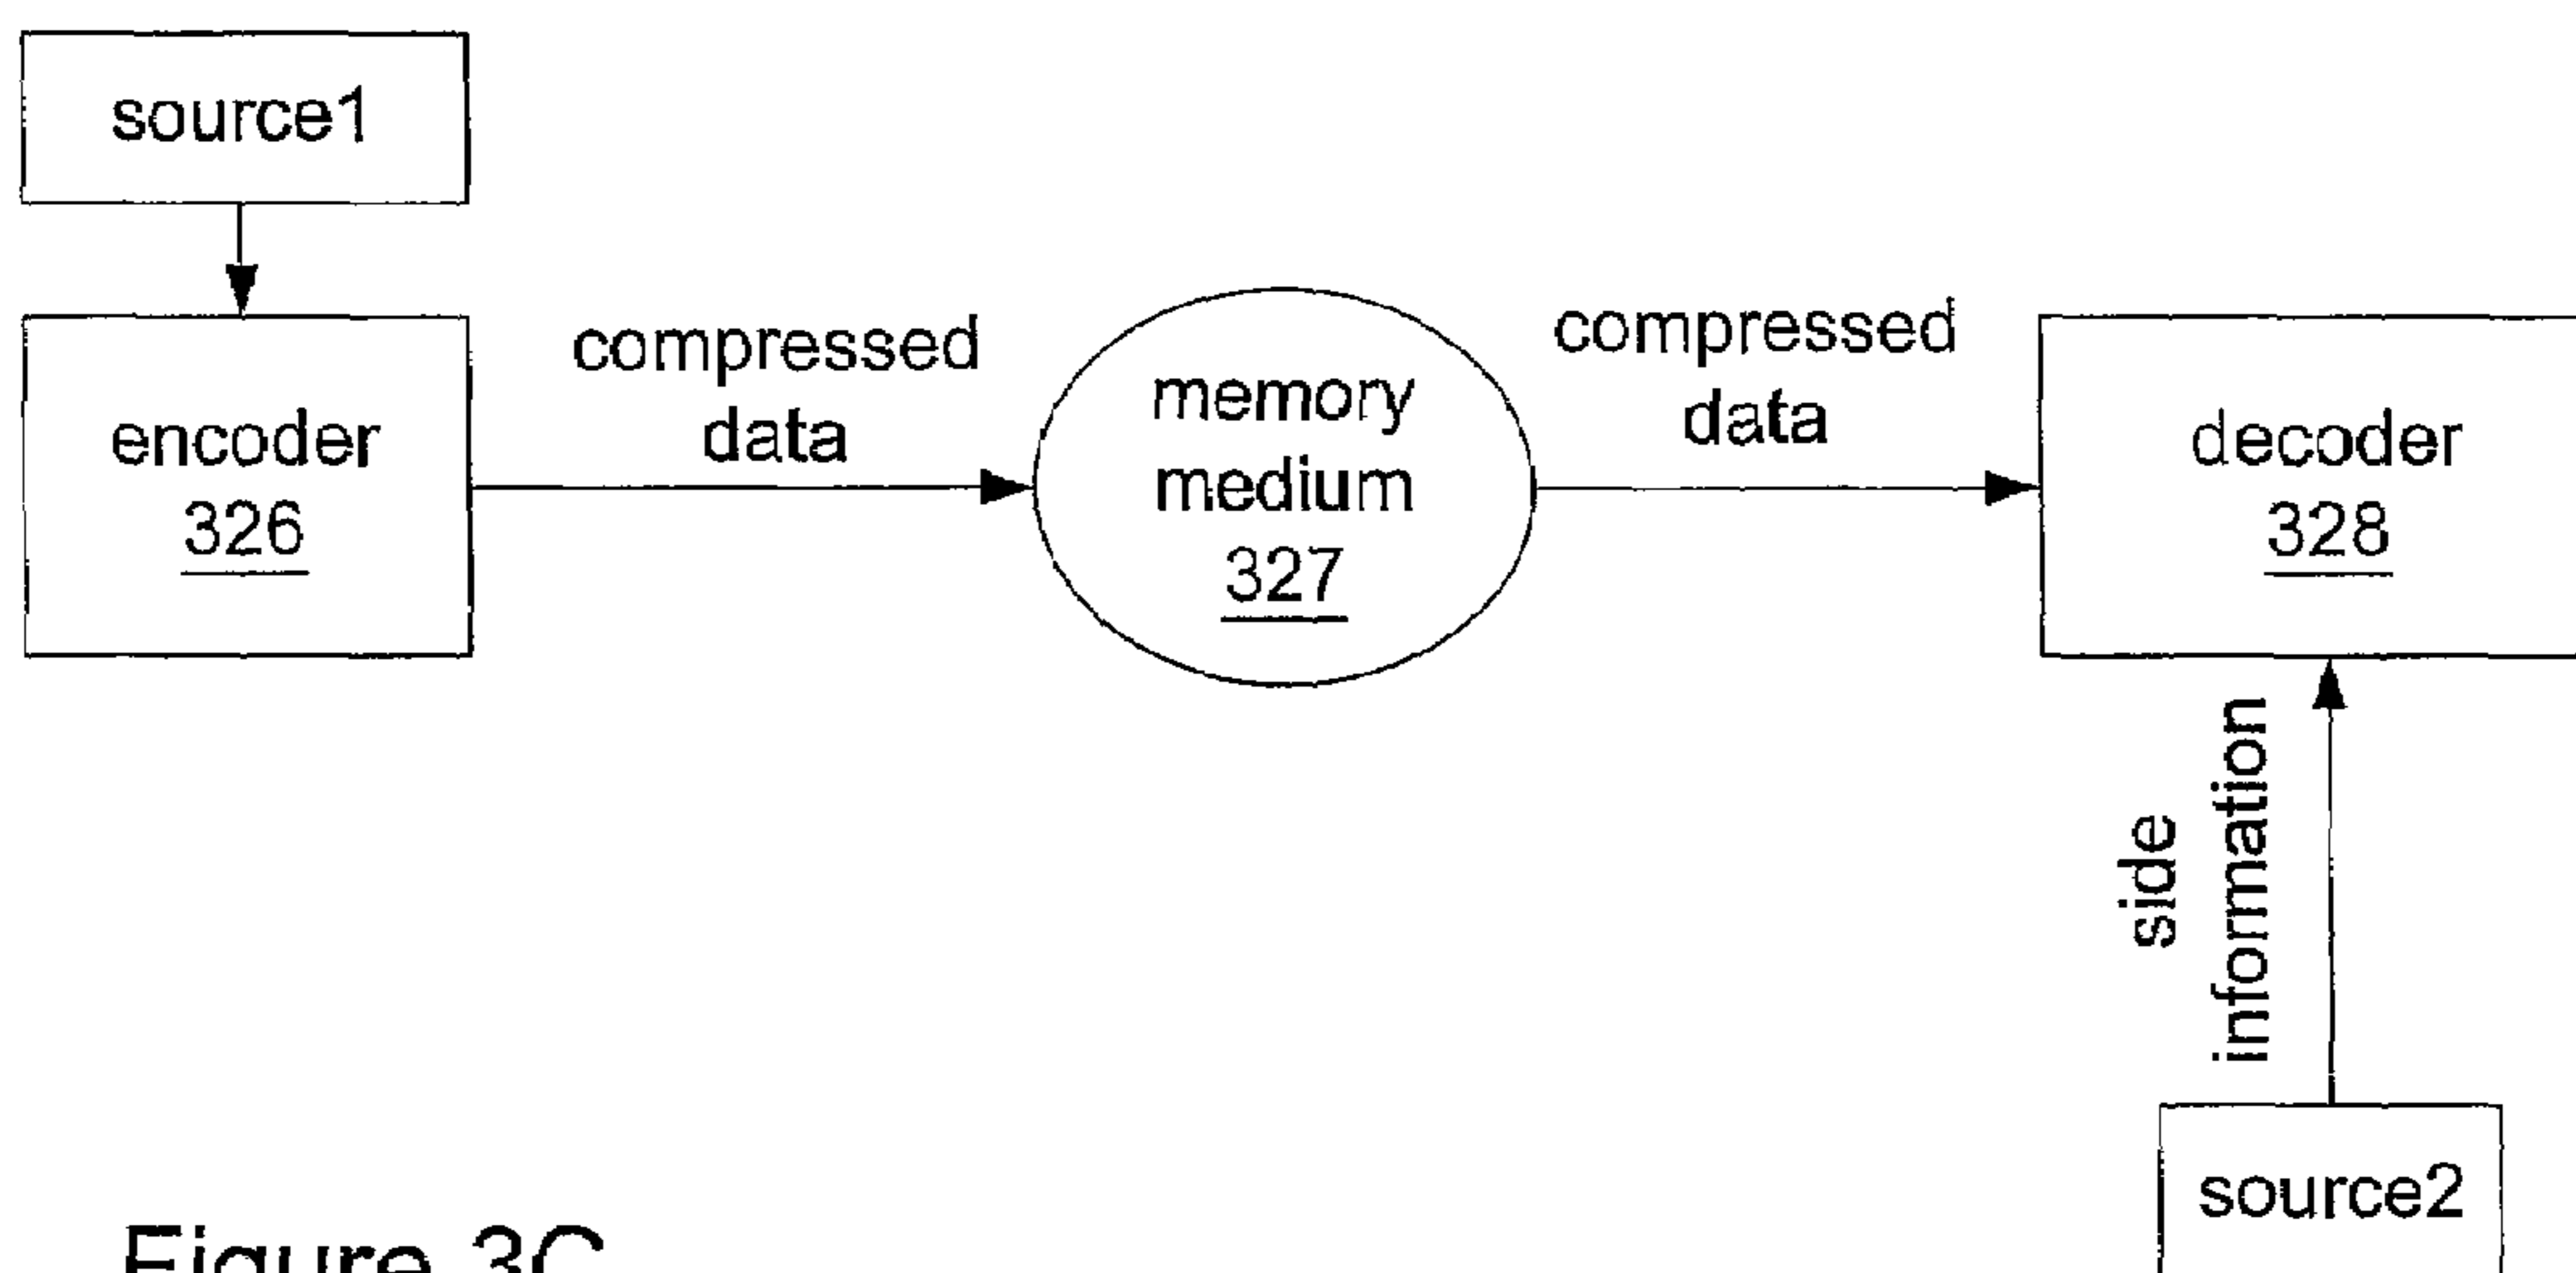 source1
encoder
326
compressed
data
memory
medium
327
compressed
data
decoder
328
side
information
source2
Figure 3C